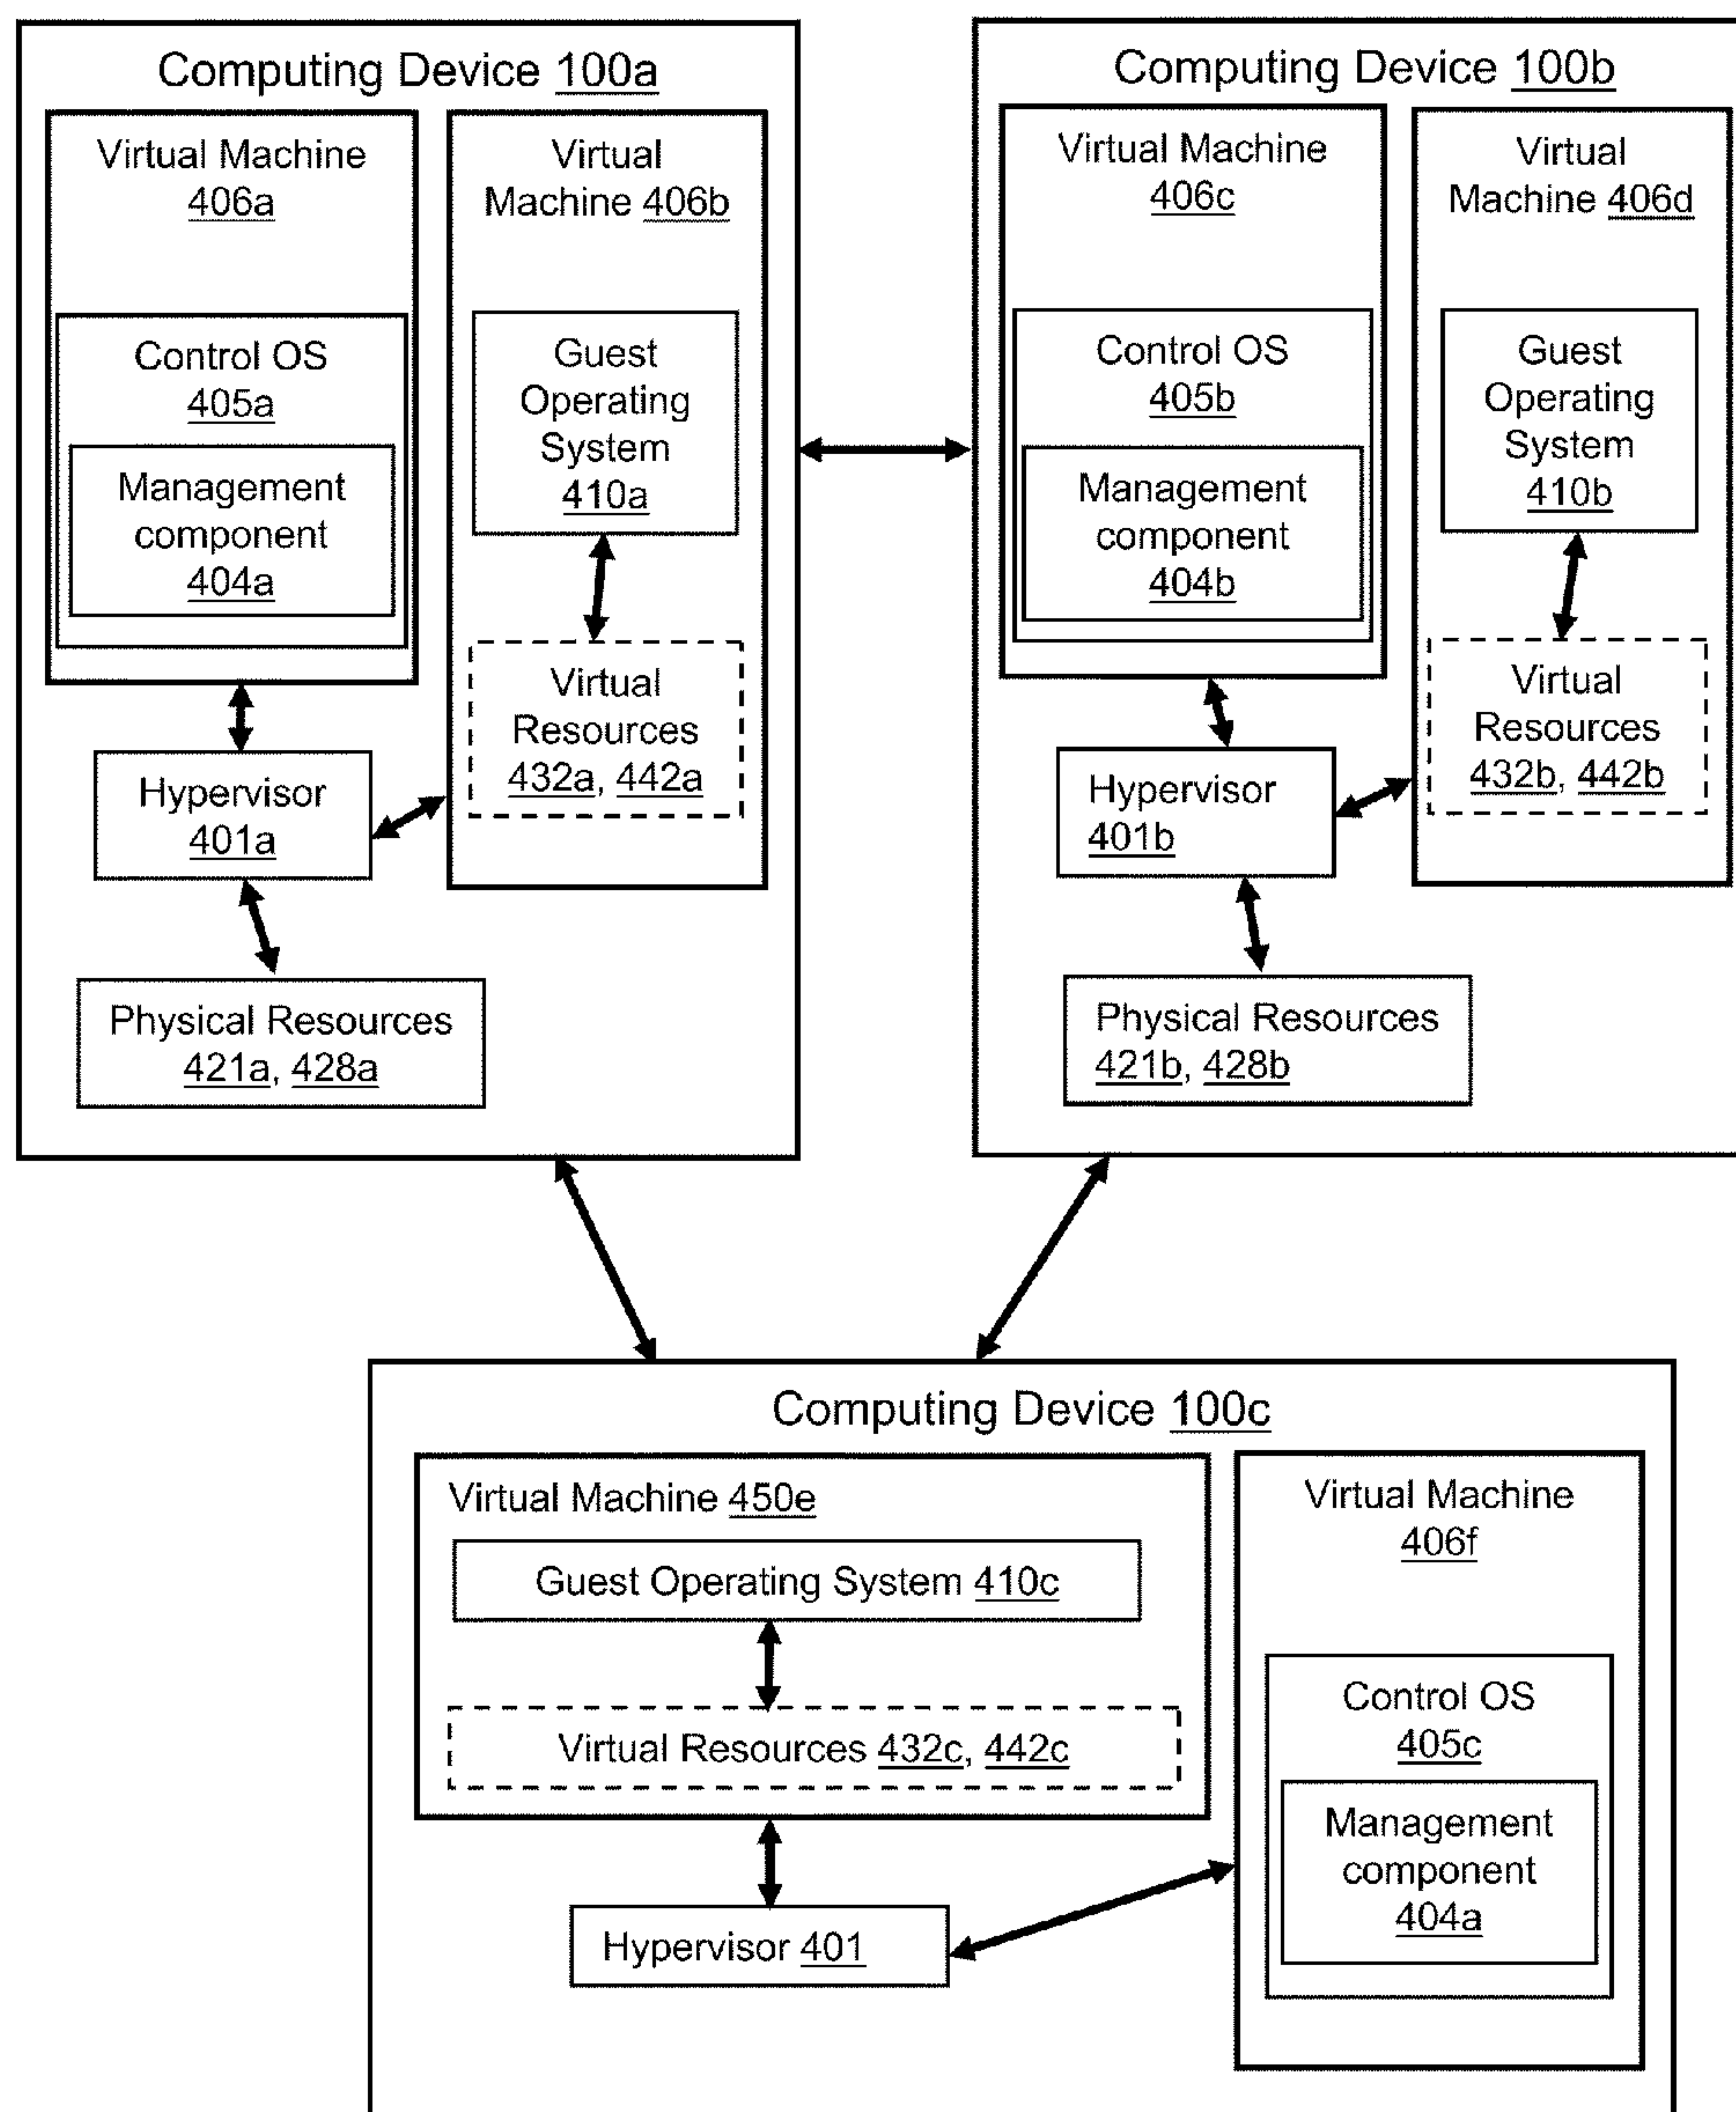 Computing Device 100a
Virtual Machine
406a
Control OS
405a
Management
component
404a
Virtual
Machine 406b
Guest
Operating
System
410a
Virtual
Resources
432a, 442a
Hypervisor
401a
Physical Resources
421a, 428a
Computing Device 100b
Virtual Machine
406c
Control OS
405b
Management
component
404b
Virtual
Machine 406d
Guest
Operating
System
410b
Virtual
Resources
432b, 442b
Hypervisor
401b
Physical Resources
421b, 428b
Computing Device 100c
Virtual Machine 450e
Guest Operating System 410c
Virtual Resources 432c, 442c
Hypervisor 401
Virtual Machine
406f
Control OS
405c
Management
component
404a